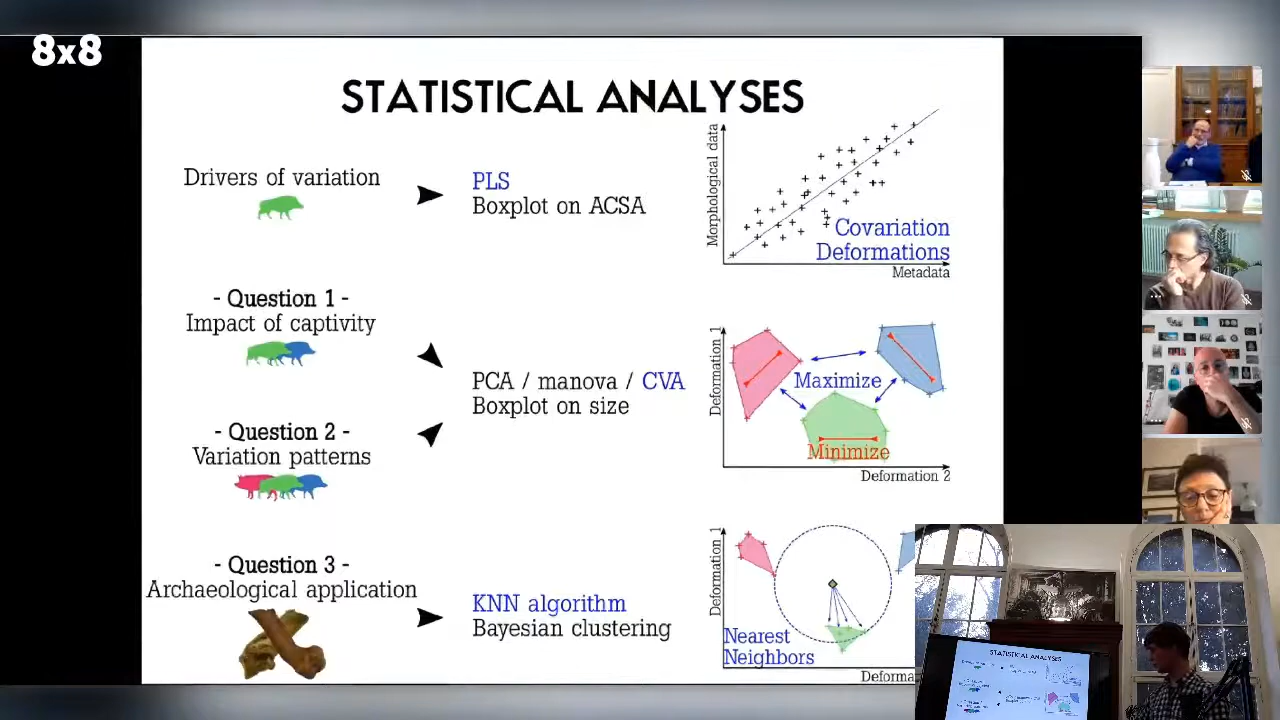 8x8
STATISTICAL ANALYSES
Drivers of variation
PLS
Boxplot on ACSA
Morphological data
Covariation
Deformations
Metadata
- Question 1 -
Impact of captivity
- Question 2 -
Variation patterns
PCA / manova / CVA
Boxplot on size
Deformation 1
Maximize
Minimize
Deformation 2
- Question 3 -
Archaeological application
KNN algorithm
Bayesian clustering
Deformation 1
Nearest
Neighbors
Deforma
STATISTICAL ANALYSES